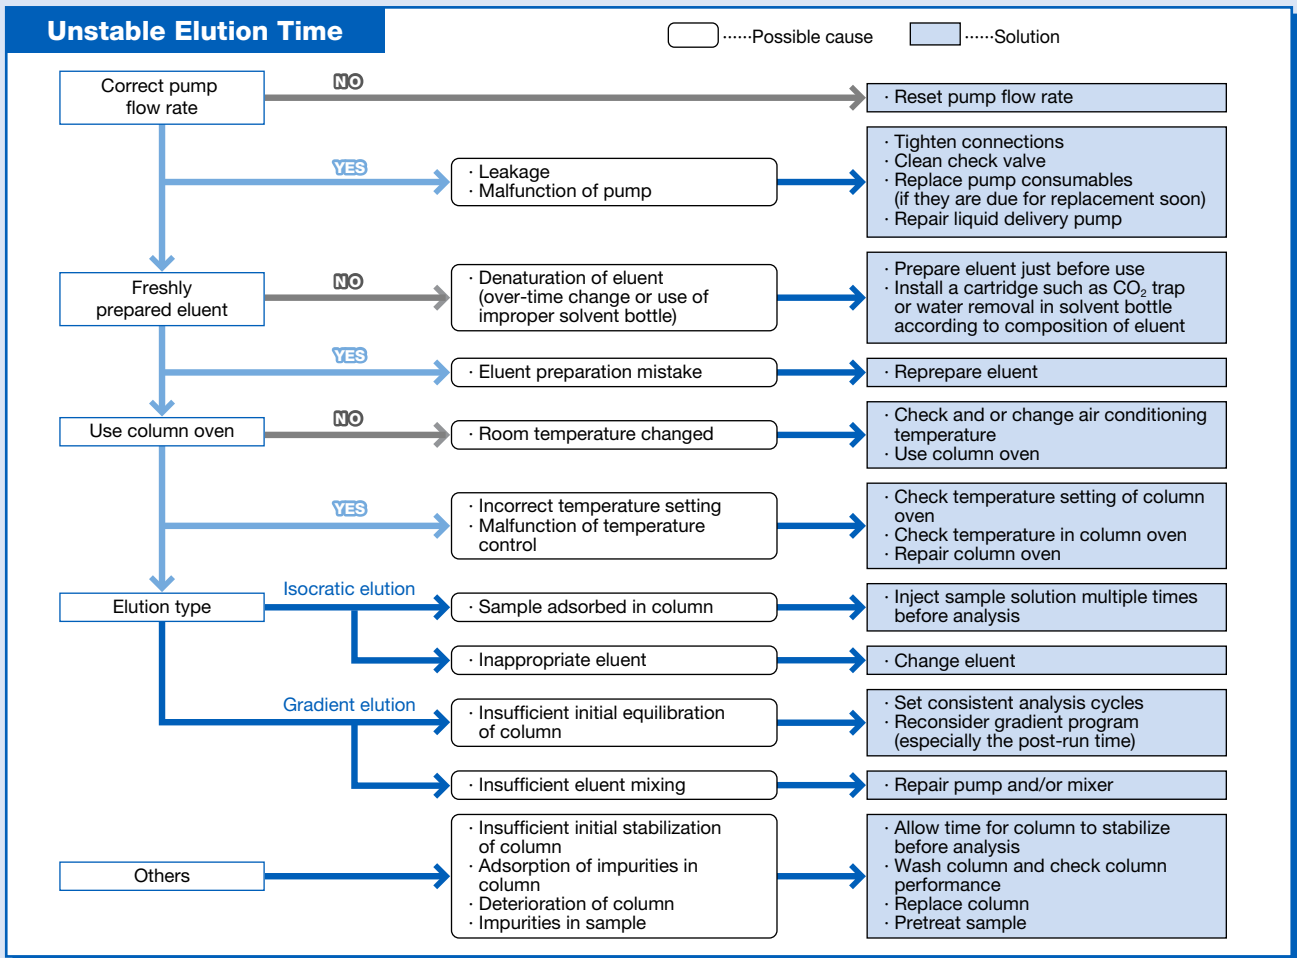 Unstable Elution Time
······Possible cause
······Solution
Correct pump
flow rate
NO
· Reset pump flow rate
YES
· Leakage
· Malfunction of pump
· Tighten connections
· Clean check valve
· Replace pump consumables
(if they are due for replacement soon)
· Repair liquid delivery pump
Freshly
prepared eluent
NO
· Denaturation of eluent
(over-time change or use of
improper solvent bottle)
· Prepare eluent just before use
· Install a cartridge such as CO₂ trap
or water removal in solvent bottle
according to composition of eluent
YES
· Eluent preparation mistake
· Reprepare eluent
Use column oven
NO
· Room temperature changed
· Check and or change air conditioning
temperature
· Use column oven
YES
· Incorrect temperature setting
· Malfunction of temperature
control
· Check temperature setting of column
oven
· Check temperature in column oven
· Repair column oven
Elution type
Isocratic elution
· Sample adsorbed in column
· Inject sample solution multiple times
before analysis
· Inappropriate eluent
· Change eluent
Gradient elution
· Insufficient initial equilibration
of column
· Set consistent analysis cycles
· Reconsider gradient program
(especially the post-run time)
· Insufficient eluent mixing
· Repair pump and/or mixer
Others
· Insufficient initial stabilization
of column
· Adsorption of impurities in
column
· Deterioration of column
· Impurities in sample
· Allow time for column to stabilize
before analysis
· Wash column and check column
performance
· Replace column
· Pretreat sample